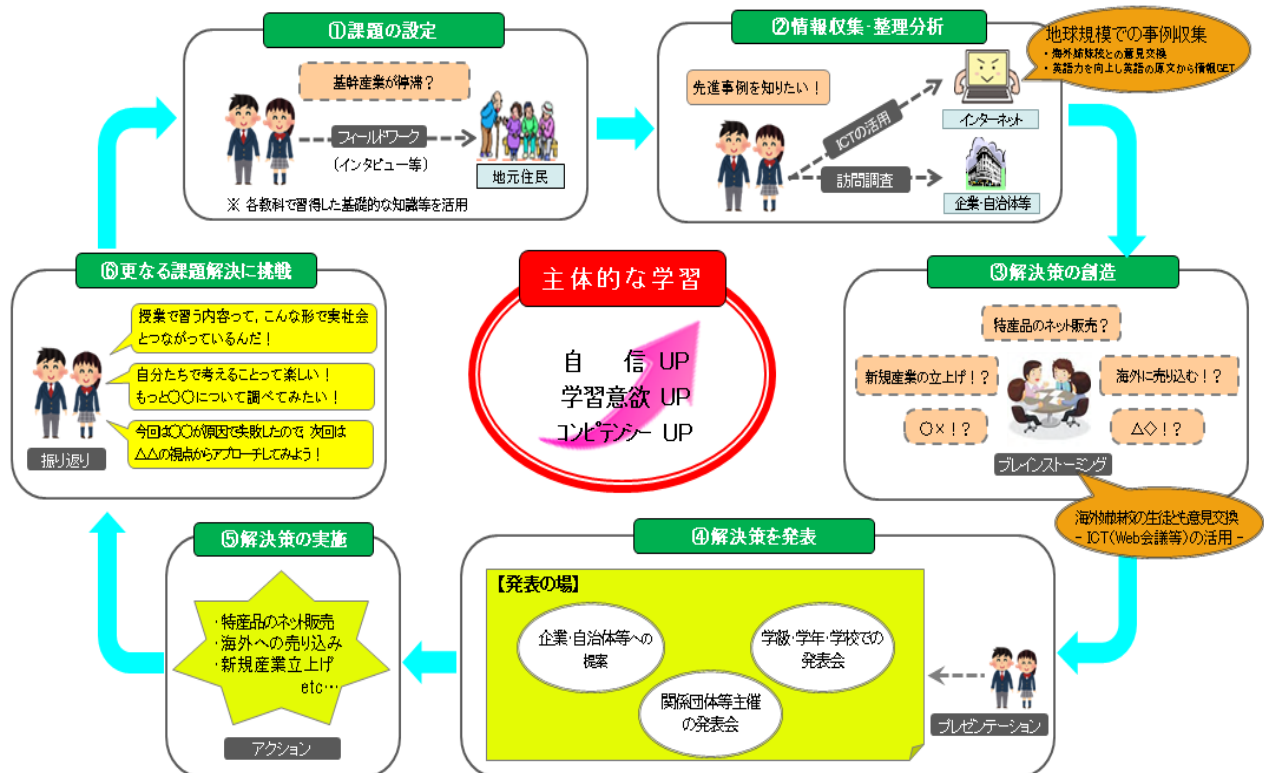 ①課題の設定
基幹産業が停滞？
フィールドワーク
(インタビュー等)
地元住民
※ 各教科で習得した基礎的な知識等を活用
②情報収集・整理分析
先進事例を知りたい！
ICTの活用
訪問調査
インターネット
企業・自治体等
地球規模での事例収集
・海外姉妹校との意見交換
・英語力を向上し英語の原文から情報GET
③解決策の創造
特産品のネット販売？
新規産業の立上げ！？
海外に売り込む！？
○×！？
△◇！？
ブレインストーミング
海外姉妹校の生徒とも意見交換
- ICT(Web会議等)の活用 -
④解決策を発表
【発表の場】
企業・自治体等への
提案
学級・学年・学校での
発表会
関係団体等主催
の発表会
プレゼンテーション
⑤解決策の実施
・特産品のネット販売
・海外への売り込み
・新規産業立上げ
etc…
アクション
⑥更なる課題解決に挑戦
授業で習う内容って，こんな形で実社会
とつながっているんだ！
自分たちで考えることって楽しい！
もっと○○について調べてみたい！
今回は○○が原因で失敗したので，次回は
△△の視点からアプローチしてみよう！
振り返り
主体的な学習
自　信 UP
学習意欲 UP
コンピテンシー UP